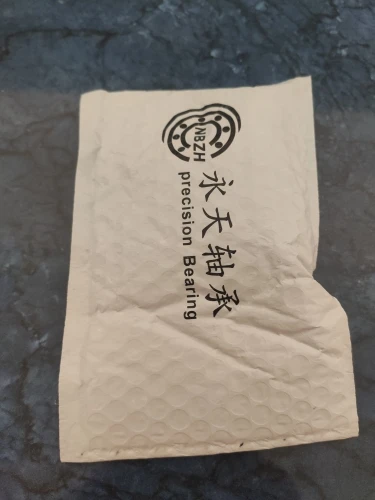 NBZH
永天轴承
precision Bearing